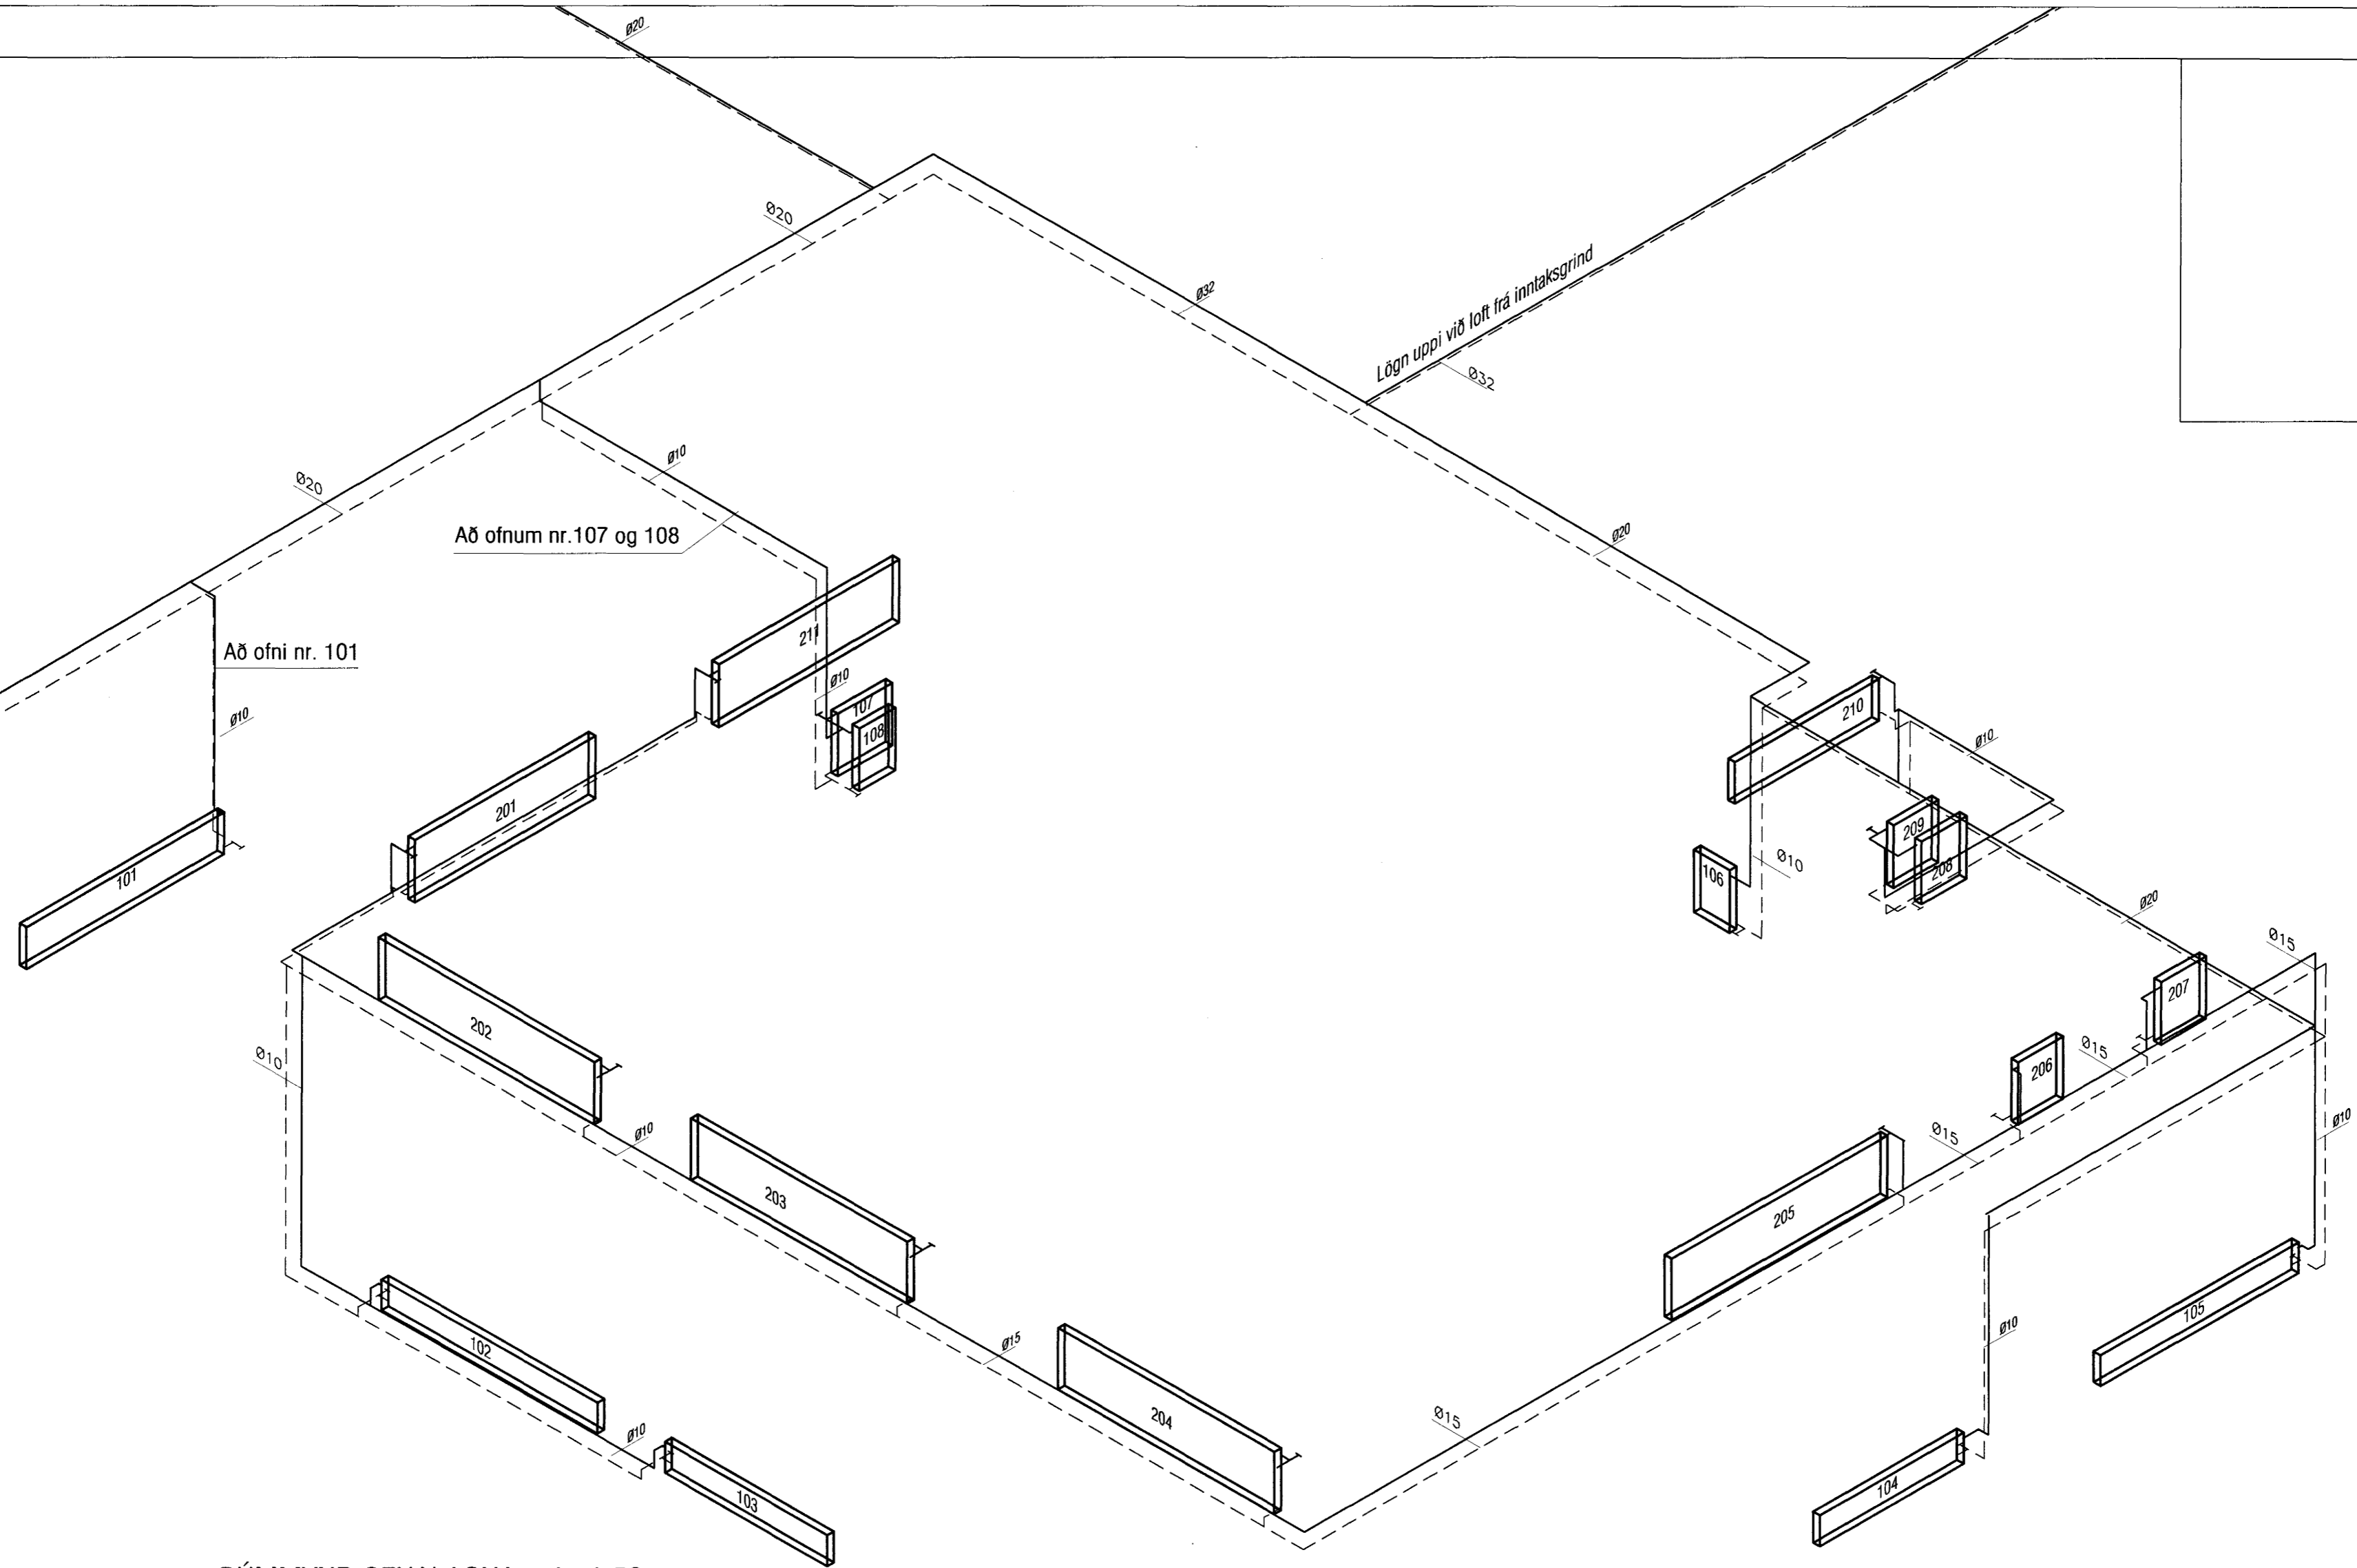 Ø20
Ø20
Lögn uppi við loft frá inntaksgrind
Ø32
Ø32
Ø10
Ø20
Að ofnum nr.107 og 108
Ø20
211
Að ofni nr. 101
Ø10
107
Ø10
108
210
Ø10
201
209
208
106
Ø10
101
Ø20
Ø15
207
202
Ø10
Ø10
206
Ø15
Ø15
Ø10
203
205
102
Ø15
105
Ø10
204
Ø15
Ø10
103
104